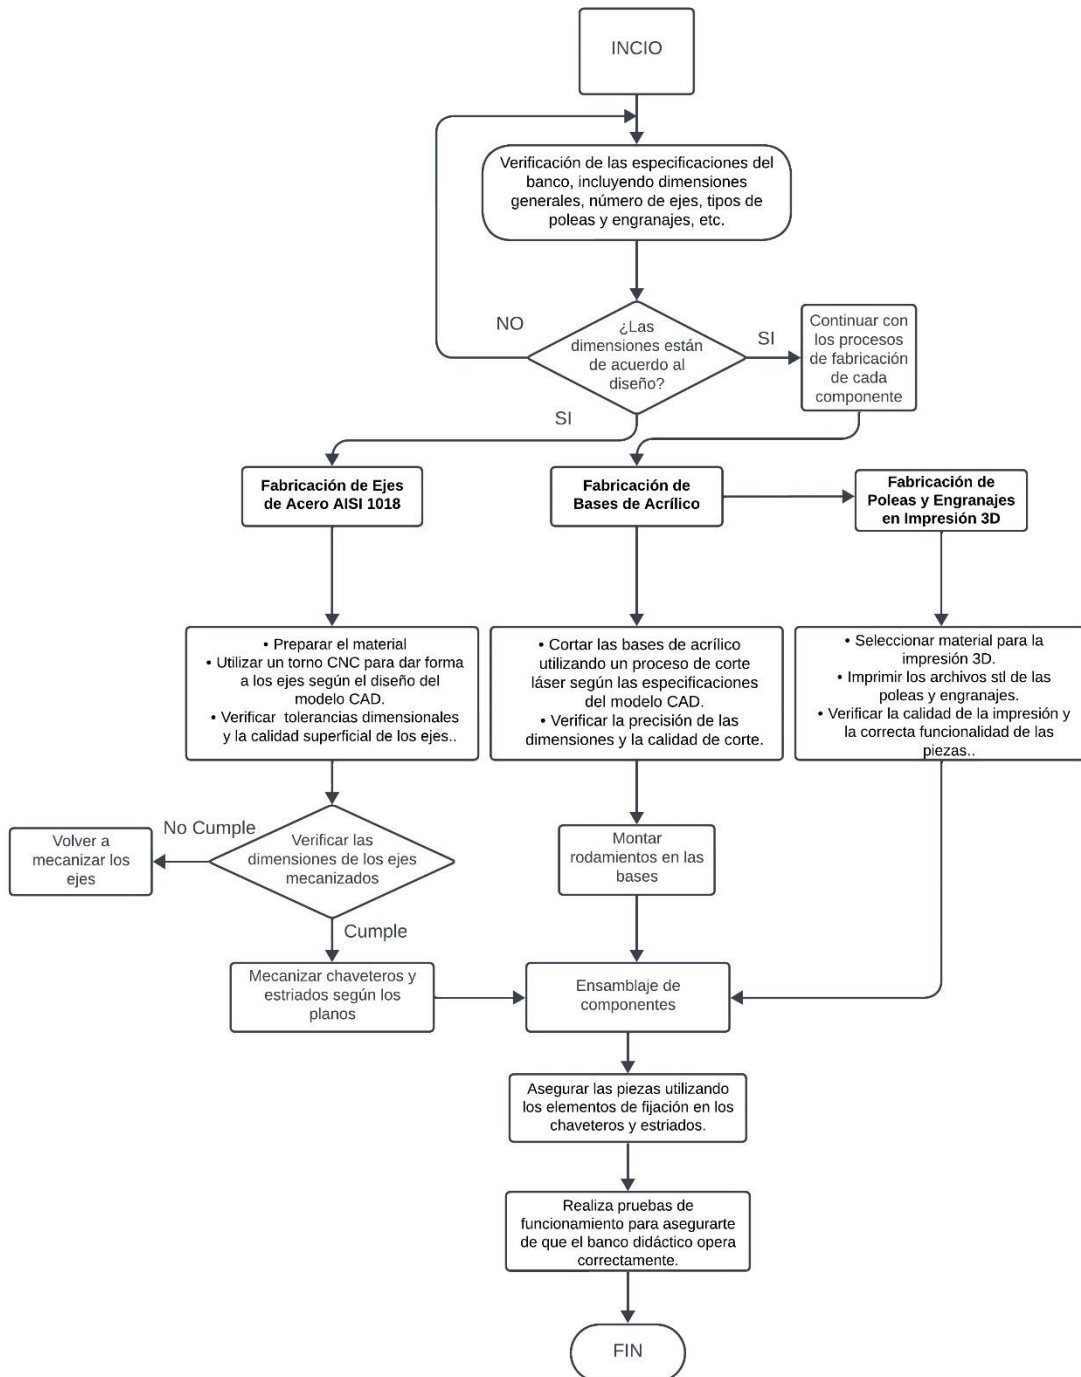 INCIO
Verificación de las especificaciones del
banco, incluyendo dimensiones
generales, número de ejes, tipos de
poleas y engranajes, etc.
NO
¿Las
dimensiones están
de acuerdo al
diseño?
SI
Continuar con
los procesos
de fabricación
de cada
componente
SI
Fabricación de Ejes
de Acero AISI 1018
Fabricación de
Bases de Acrílico
Fabricación de
Poleas y Engranajes
en Impresión 3D
• Preparar el material
• Utilizar un torno CNC para dar forma
a los ejes según el diseño del
modelo CAD.
• Verificar tolerancias dimensionales
y la calidad superficial de los ejes..
• Cortar las bases de acrílico
utilizando un proceso de corte
láser según las especificaciones
del modelo CAD.
• Verificar la precisión de las
dimensiones y la calidad de corte.
• Seleccionar material para la
impresión 3D.
• Imprimir los archivos stl de las
poleas y engranajes.
• Verificar la calidad de la impresión y
la correcta funcionalidad de las
piezas..
No Cumple
Volver a
mecanizar los
ejes
Verificar las
dimensiones de los ejes
mecanizados
Montar
rodamientos en las
bases
Cumple
Mecanizar chaveteros y
estriados según los
planos
Ensamblaje de
componentes
Asegurar las piezas utilizando
los elementos de fijación en los
chaveteros y estriados.
Realiza pruebas de
funcionamiento para asegurarte
de que el banco didáctico opera
correctamente.
FIN